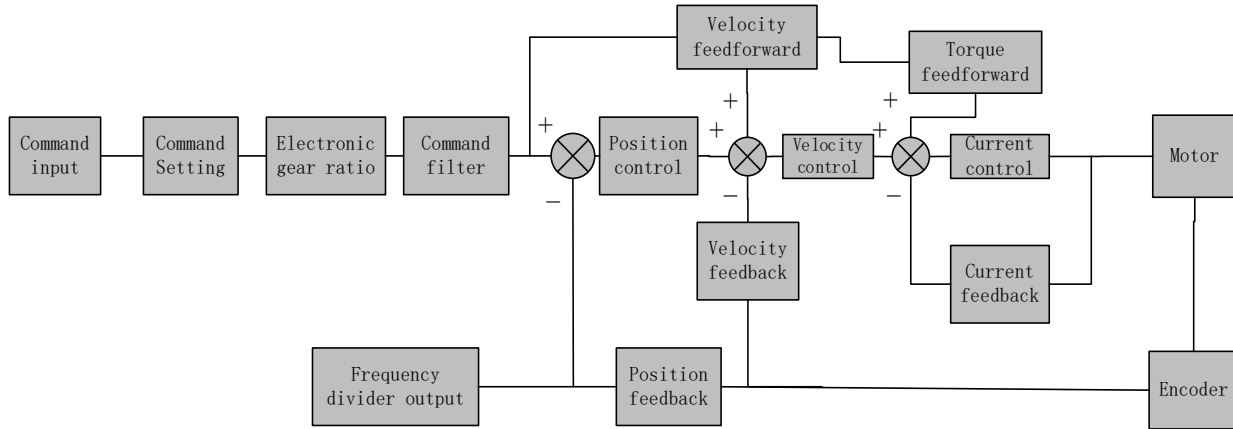 Velocity
feedforward
Torque
feedforward
+
+
+
+
+
Command
input
Command
Setting
Electronic
gear ratio
Command
filter
Position
control
Velocity
control
Current
control
Motor
−
−
−
Velocity
feedback
Current
feedback
Frequency
divider output
Position
feedback
Encoder